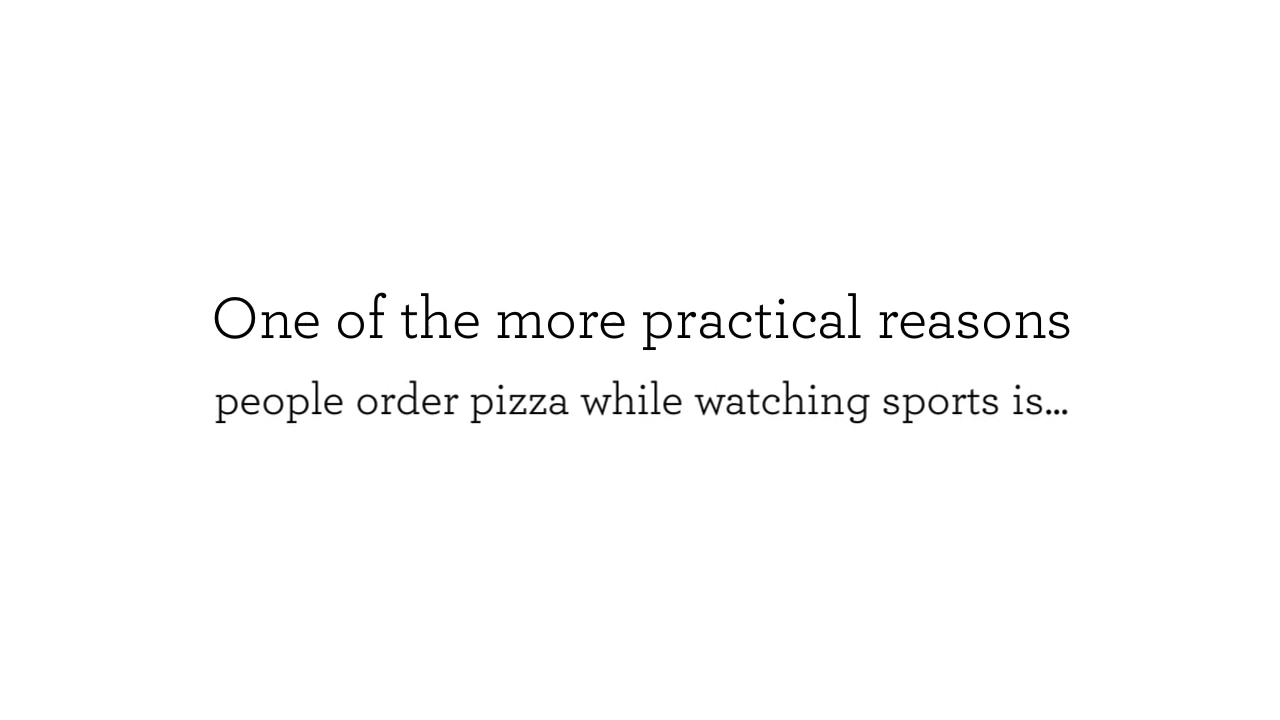 One of the more practical reasons
people order pizza while watching sports is...